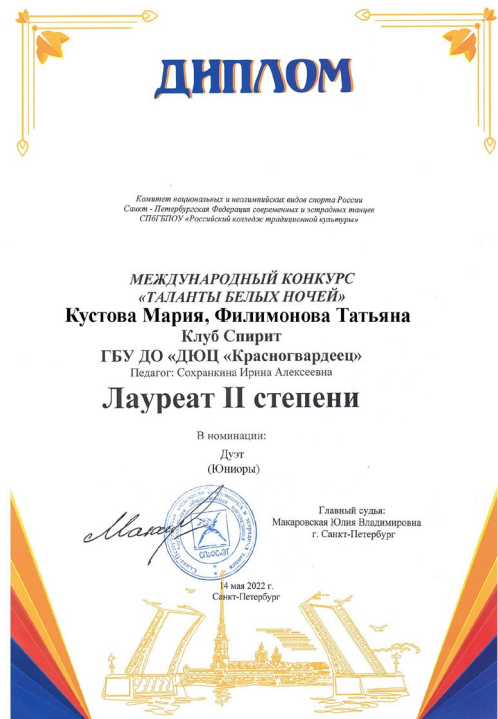 ДИПЛОМ
Комитет национальных и неолимпийских видов спорта России
Санкт - Петербургская Федерация современных и эстрадных танцев
СПбГБПОУ «Российский колледж традиционной культуры»
МЕЖДУНАРОДНЫЙ КОНКУРС
«ТАЛАНТЫ БЕЛЫХ НОЧЕЙ»
Кустова Мария, Филимонова Татьяна
Клуб Спирит
ГБУ ДО «ДЮЦ «Красногвардеец»
Педагог: Сохранкина Ирина Алексеевна
Лауреат II степени
В номинации:
Дуэт
(Юниоры)
Главный судья:
Макаровская Юлия Владимировна
г. Санкт-Петербург
14 мая 2022 г.
Санкт-Петербург